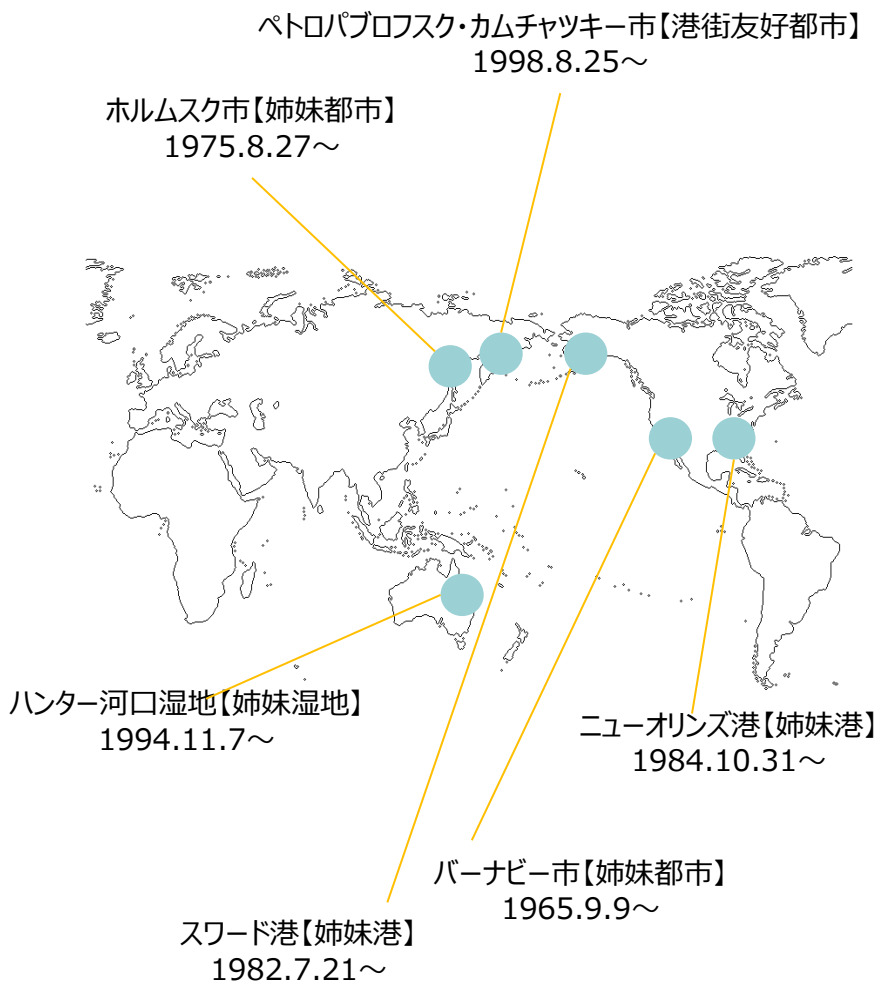 ペトロパブロフスク・カムチャツキー市【港街友好都市】
1998.8.25～
ホルムスク市【姉妹都市】
1975.8.27～
ハンター河口湿地【姉妹湿地】
1994.11.7～
ニューオリンズ港【姉妹港】
1984.10.31～
バーナビー市【姉妹都市】
1965.9.9～
スワード港【姉妹港】
1982.7.21～